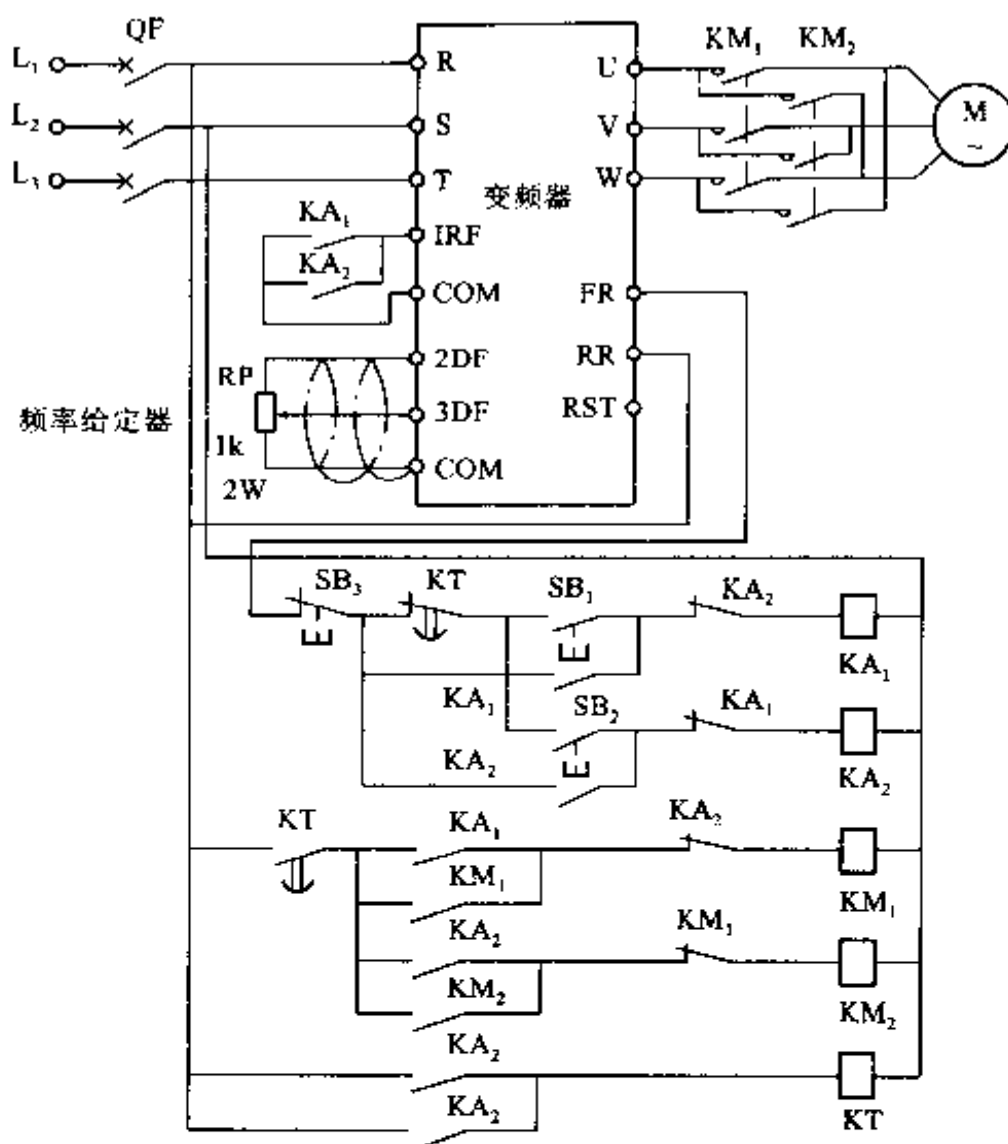 QF
KM₁
KM₂
L₁
R
U
M
~
L₂
S
V
L₃
T
W
变频器
KA₁
IRF
KA₂
COM
FR
2DF
RR
RP
3DF
RST
频率给定器
1k
2W
COM
SB₃
KT
SB₁
KA₂
KA₁
KA₁
SB₂
KA₁
KA₂
KA₂
KT
KA₁
KA₂
KM₁
KM₁
KA₂
KM₁
KM₂
KM₂
KA₂
KA₂
KT